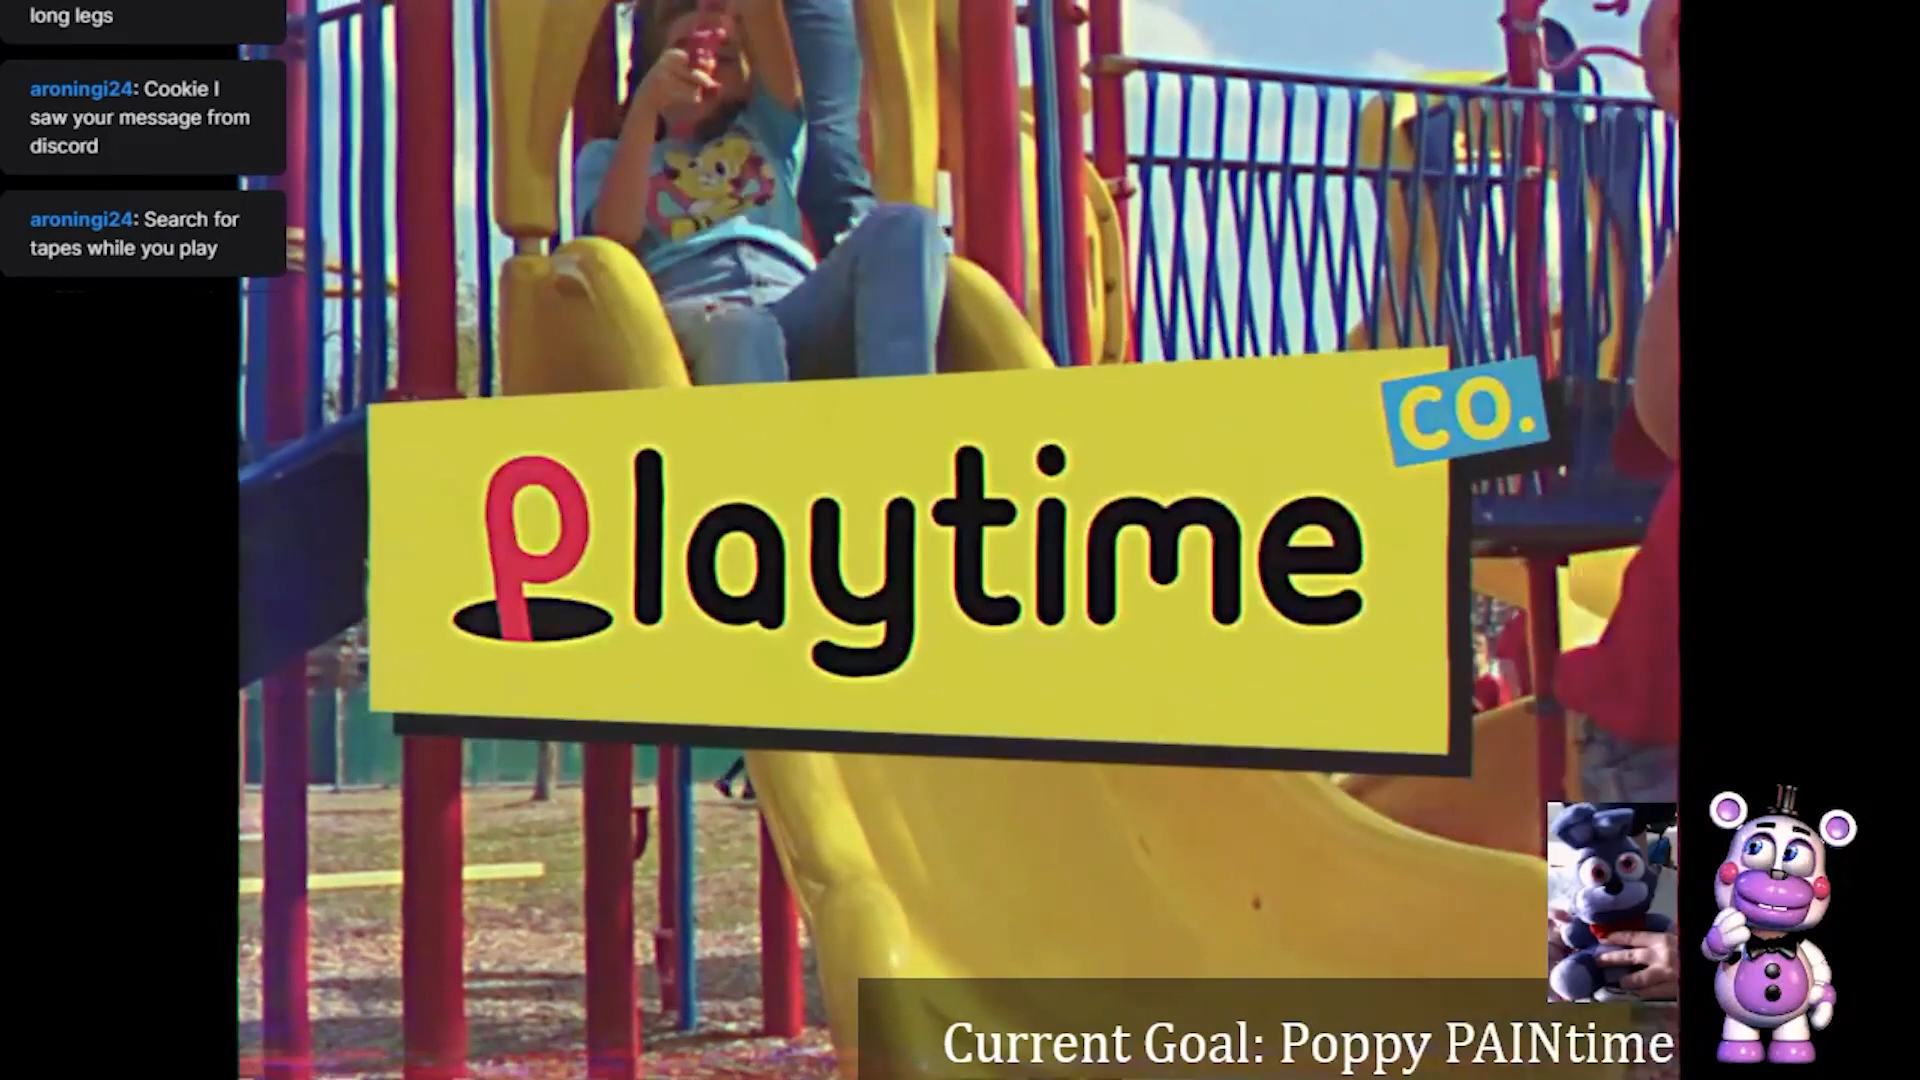 long legs
aroningi24: Cookie I
saw your message from
discord
aroningi24: Search for
tapes while you play
Playtime
CO.
Current Goal: Poppy PAINtime